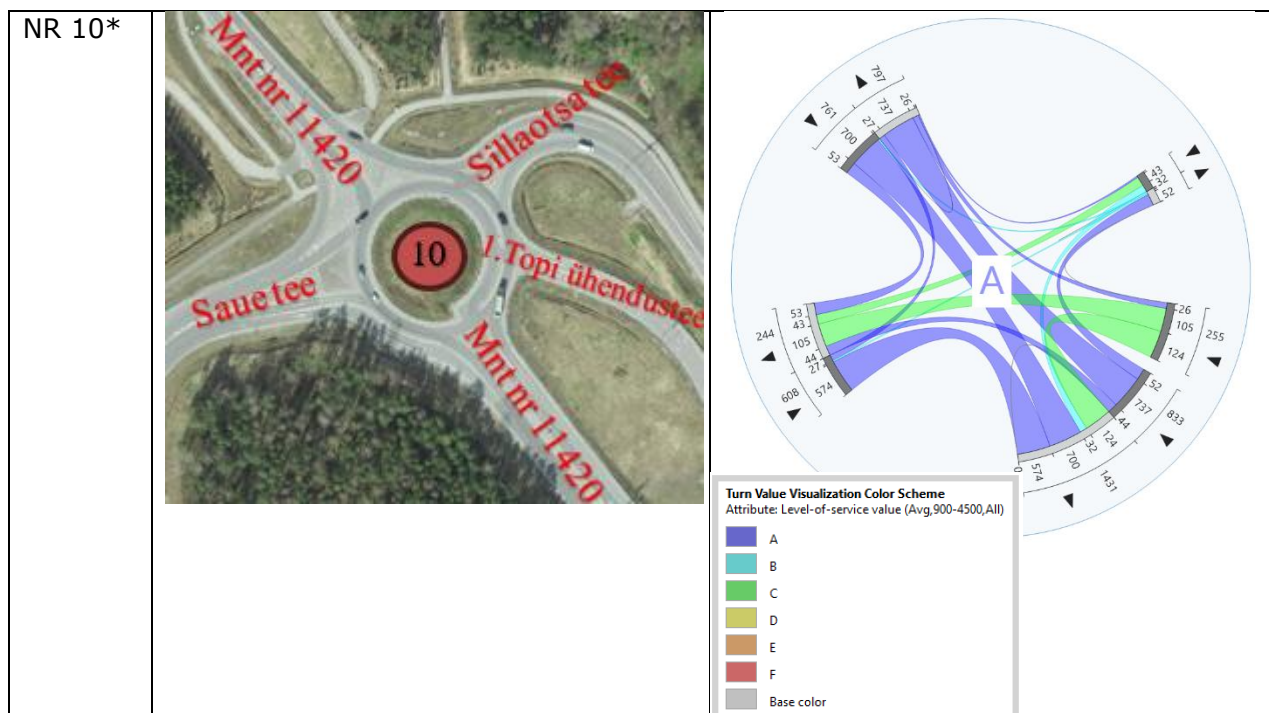 NR 10*
Mnt nr 11420
Sillaotsa tee
10
1.Topi ühendustee
Saue tee
Mnt nr 11420
797
761
26
737
27
700
53
A
52
26
105
255
124
52
737
833
44
124
32
1431
700
574
0
53
43
244
105
44
27
608
574
Turn Value Visualization Color Scheme
Attribute: Level-of-service value (Avg,900-4500,All)
A
B
C
D
E
F
Base color